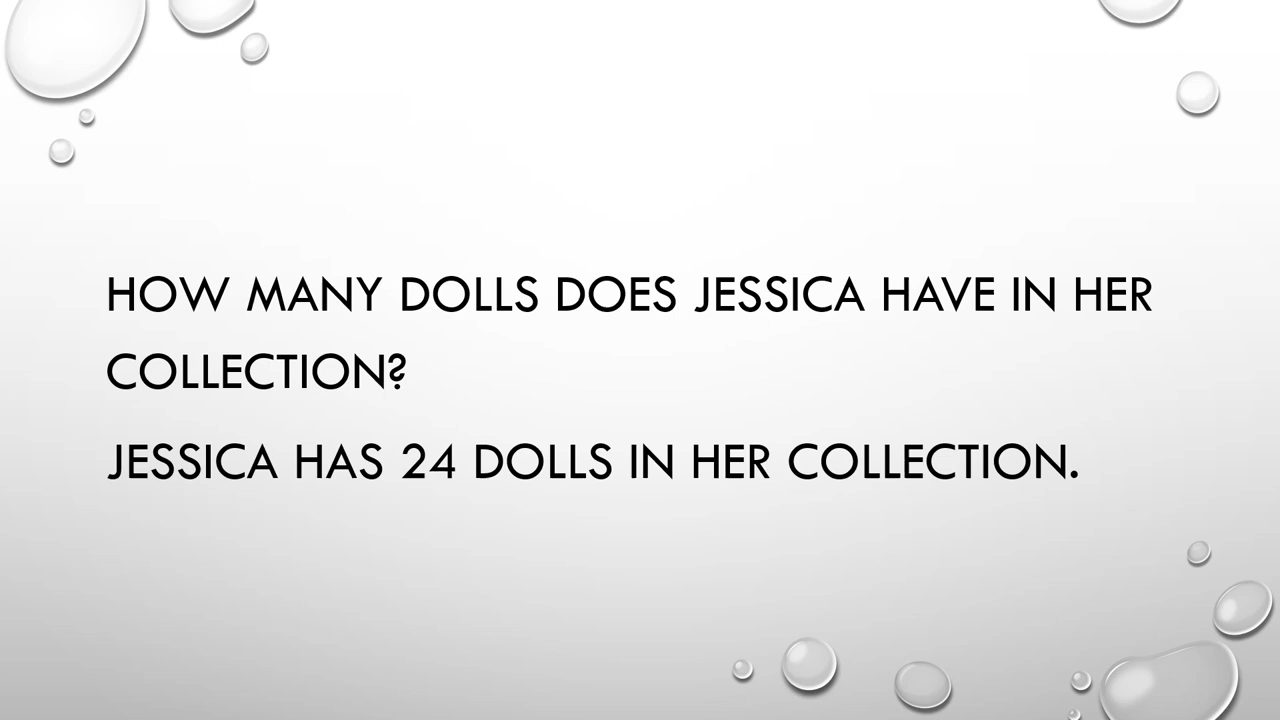 HOW MANY DOLLS DOES JESSICA HAVE IN HER
COLLECTION?
JESSICA HAS 24 DOLLS IN HER COLLECTION.